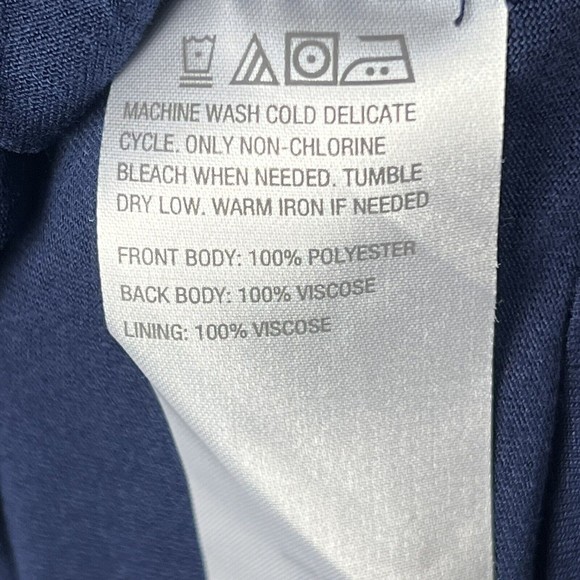 MACHINE WASH COLD DELICATE
CYCLE. ONLY NON-CHLORINE
BLEACH WHEN NEEDED. TUMBLE
DRY LOW. WARM IRON IF NEEDED
FRONT BODY: 100% POLYESTER
BACK BODY: 100% VISCOSE
LINING: 100% VISCOSE